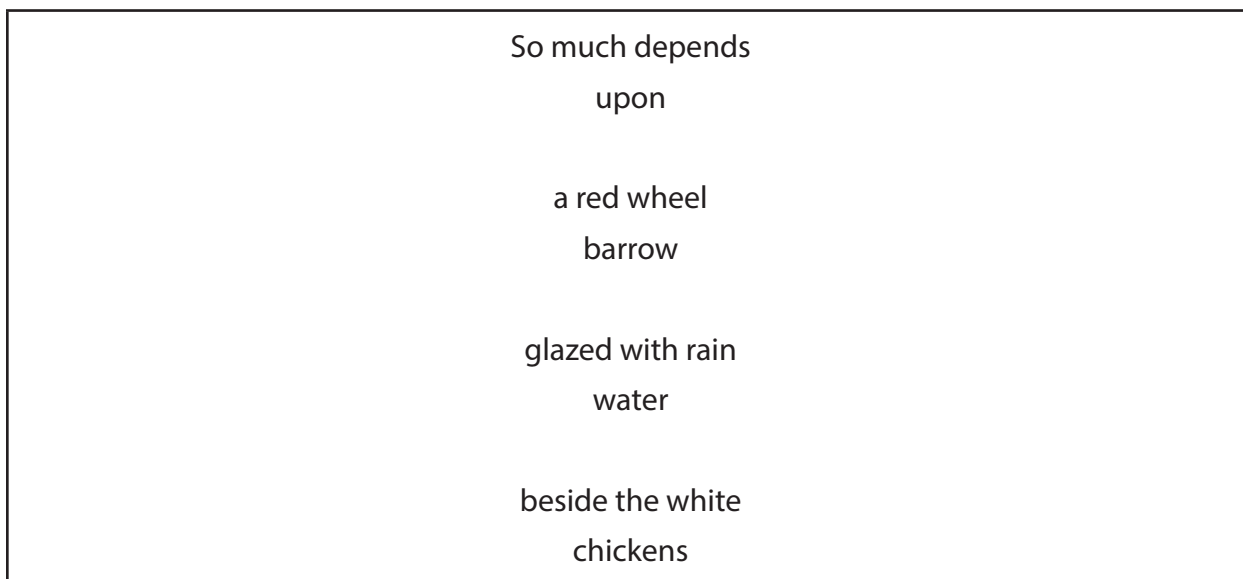 So much depends
upon
a red wheel
barrow
glazed with rain
water
beside the white
chickens